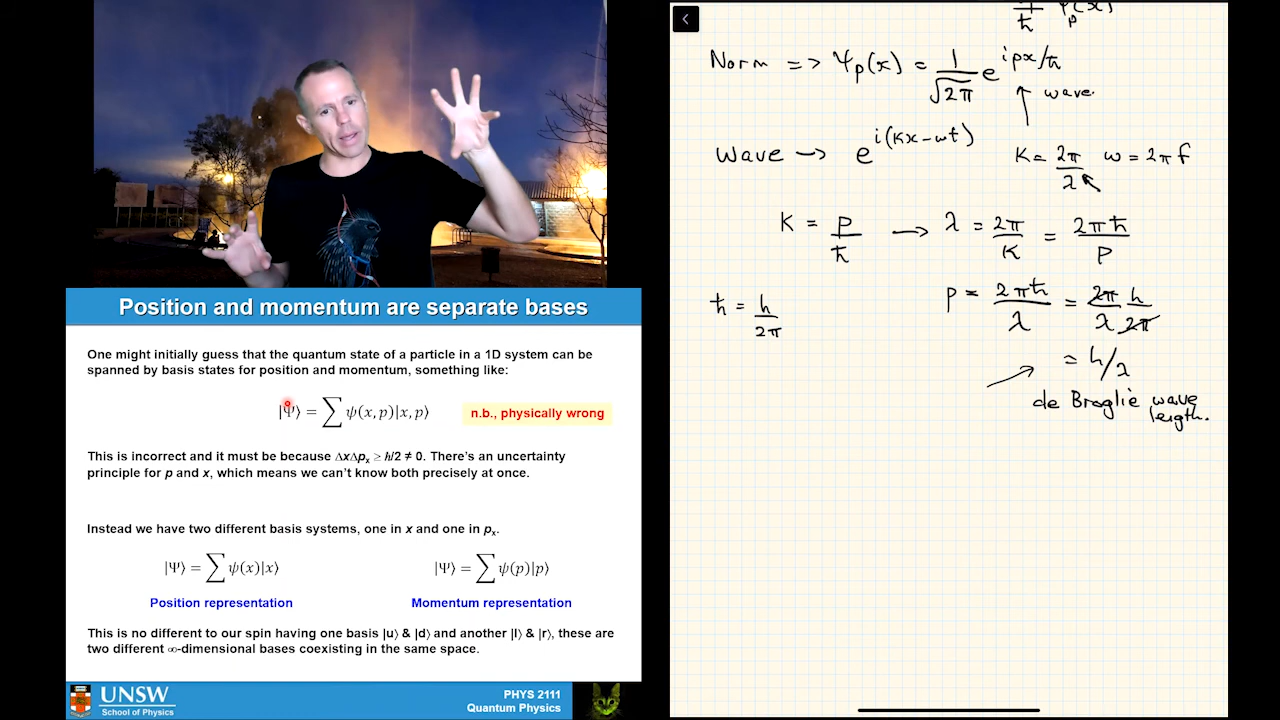 Position and momentum are separate bases
One might initially guess that the quantum state of a particle in a 1D system can be
spanned by basis states for position and momentum, something like:
|Ψ⟩ = ∑ ψ(x, p)|x, p⟩
n.b., physically wrong
This is incorrect and it must be because ΔxΔpₓ ≥ ℏ/2 ≠ 0. There's an uncertainty
principle for p and x, which means we can't know both precisely at once.
Instead we have two different basis systems, one in x and one in pₓ.
|Ψ⟩ = ∑ ψ(x)|x⟩
|Ψ⟩ = ∑ ψ(p)|p⟩
Position representation
Momentum representation
This is no different to our spin having one basis |u⟩ & |d⟩ and another |l⟩ & |r⟩, these are
two different ∞-dimensional bases coexisting in the same space.
UNSW
School of Physics
PHYS 2111
Quantum Physics
ℏ ψₚ(x)
Norm => ψₚ(x) = 1/√2π e^{ipx/ℏ}
↑ wave.
Wave → e^{i(kx-ωt)} k = 2π/λ ω = 2πf
k = p/ℏ → λ = 2π/k = 2πℏ/p
ℏ = h/2π p = 2πℏ/λ = 2π/λ h/2π
= h/λ
de Broglie wave
length.